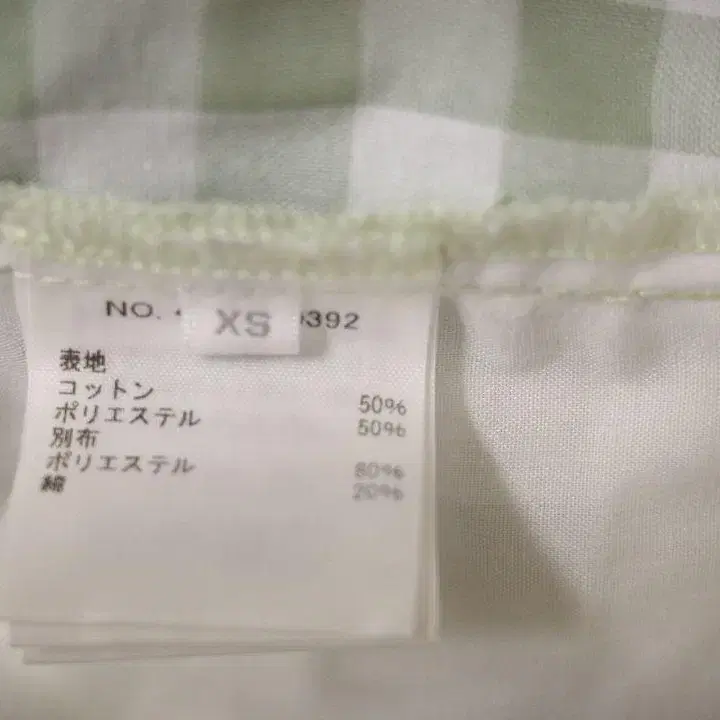 NO. XS 392
表地
コットン 50%
ポリエステル 50%
別布
ポリエステル 80%
綿 20%